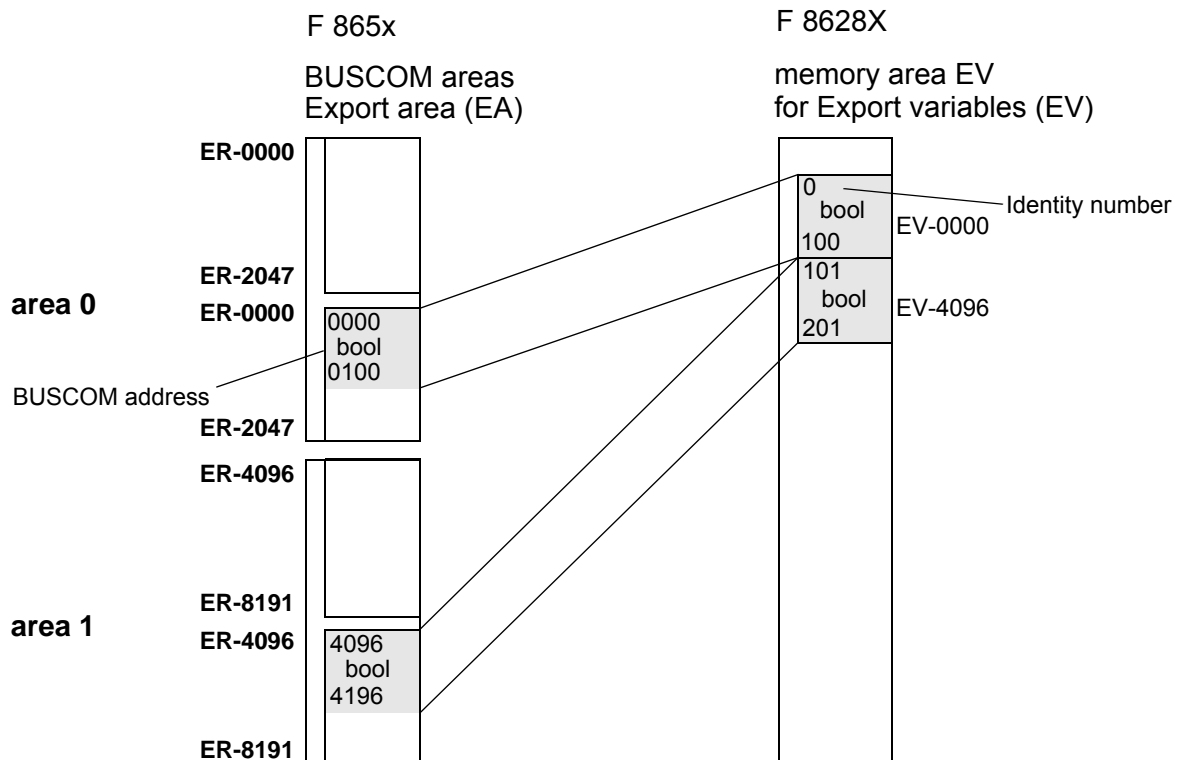 F 865x
F 8628X
BUSCOM areas
Export area (EA)
memory area EV
for Export variables (EV)
ER-0000
0
bool
100
EV-0000
Identity number
ER-2047
area 0
ER-0000
0000
bool
0100
101
bool
201
EV-4096
BUSCOM address
ER-2047
ER-4096
ER-8191
area 1
ER-4096
4096
bool
4196
ER-8191